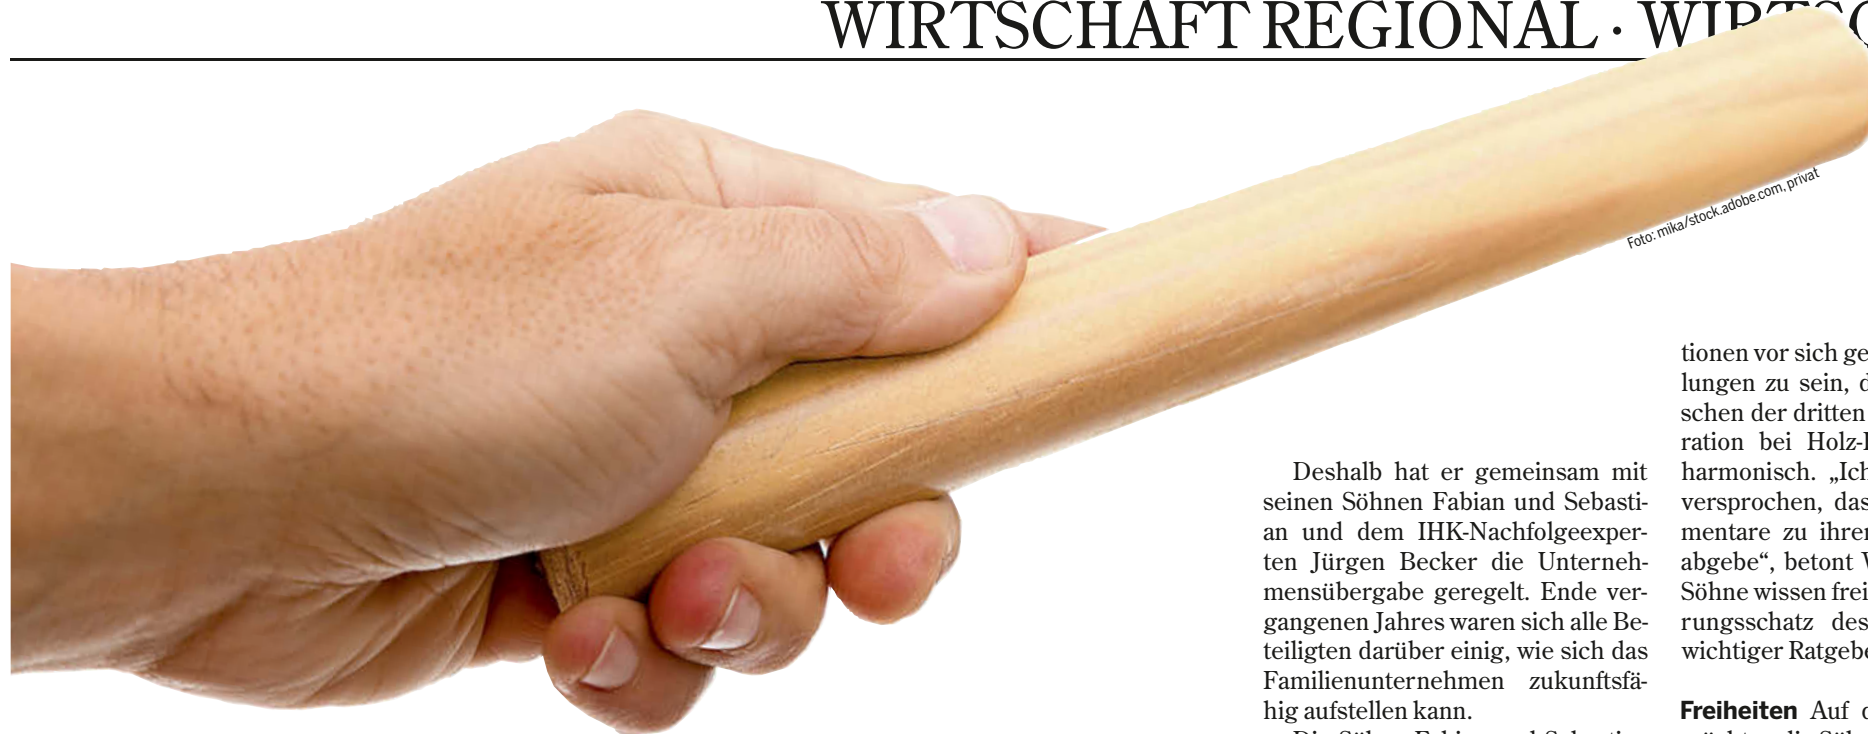 WIRTSCHAFT REGIONAL · 
Foto: mika/stock.adobe.com, privat
Deshalb hat er gemeinsam mit
seinen Söhnen Fabian und Sebasti-
an und dem IHK-Nachfolgeexper-
ten Jürgen Becker die Unterneh-
mensübergabe geregelt. Ende ver-
gangenen Jahres waren sich alle Be-
teiligten darüber einig, wie sich das
Familienunternehmen zukunftsfä-
hig aufstellen kann.
tionen vor sich
lungen zu sein,
schen der dritten
ration bei
harmonisch.
versprochen,
mentare zu
abgebe“, betont
Söhne wissen
rungsschatz
wichtiger
Freiheiten Auf